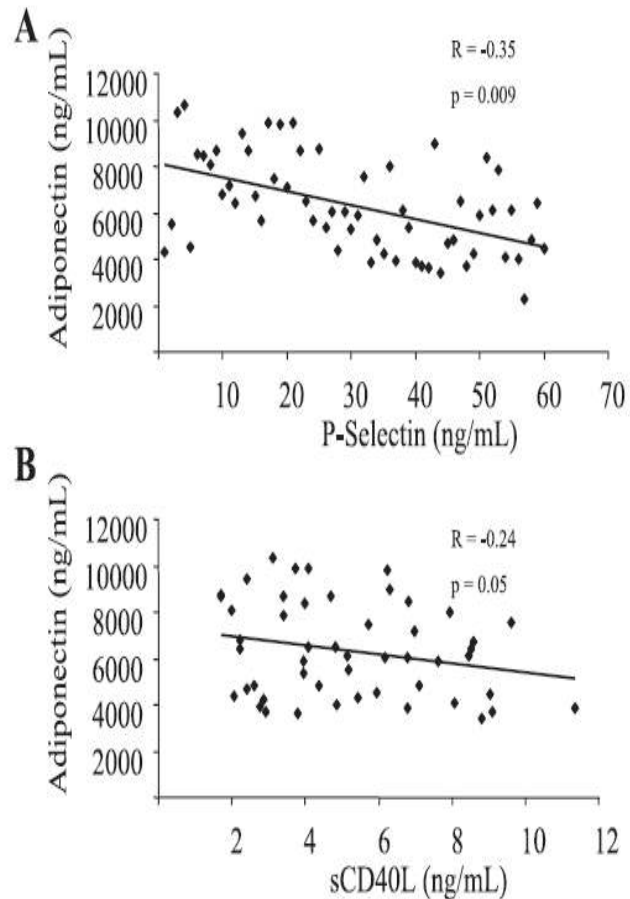 A
R = -0.35
p = 0.009
Adiponectin (ng/mL)
12000
10000
8000
6000
4000
2000
10 20 30 40 50 60 70
P-Selectin (ng/mL)
B
R = -0.24
p = 0.05
Adiponectin (ng/mL)
12000
10000
8000
6000
4000
2000
2 4 6 8 10 12
sCD40L (ng/mL)